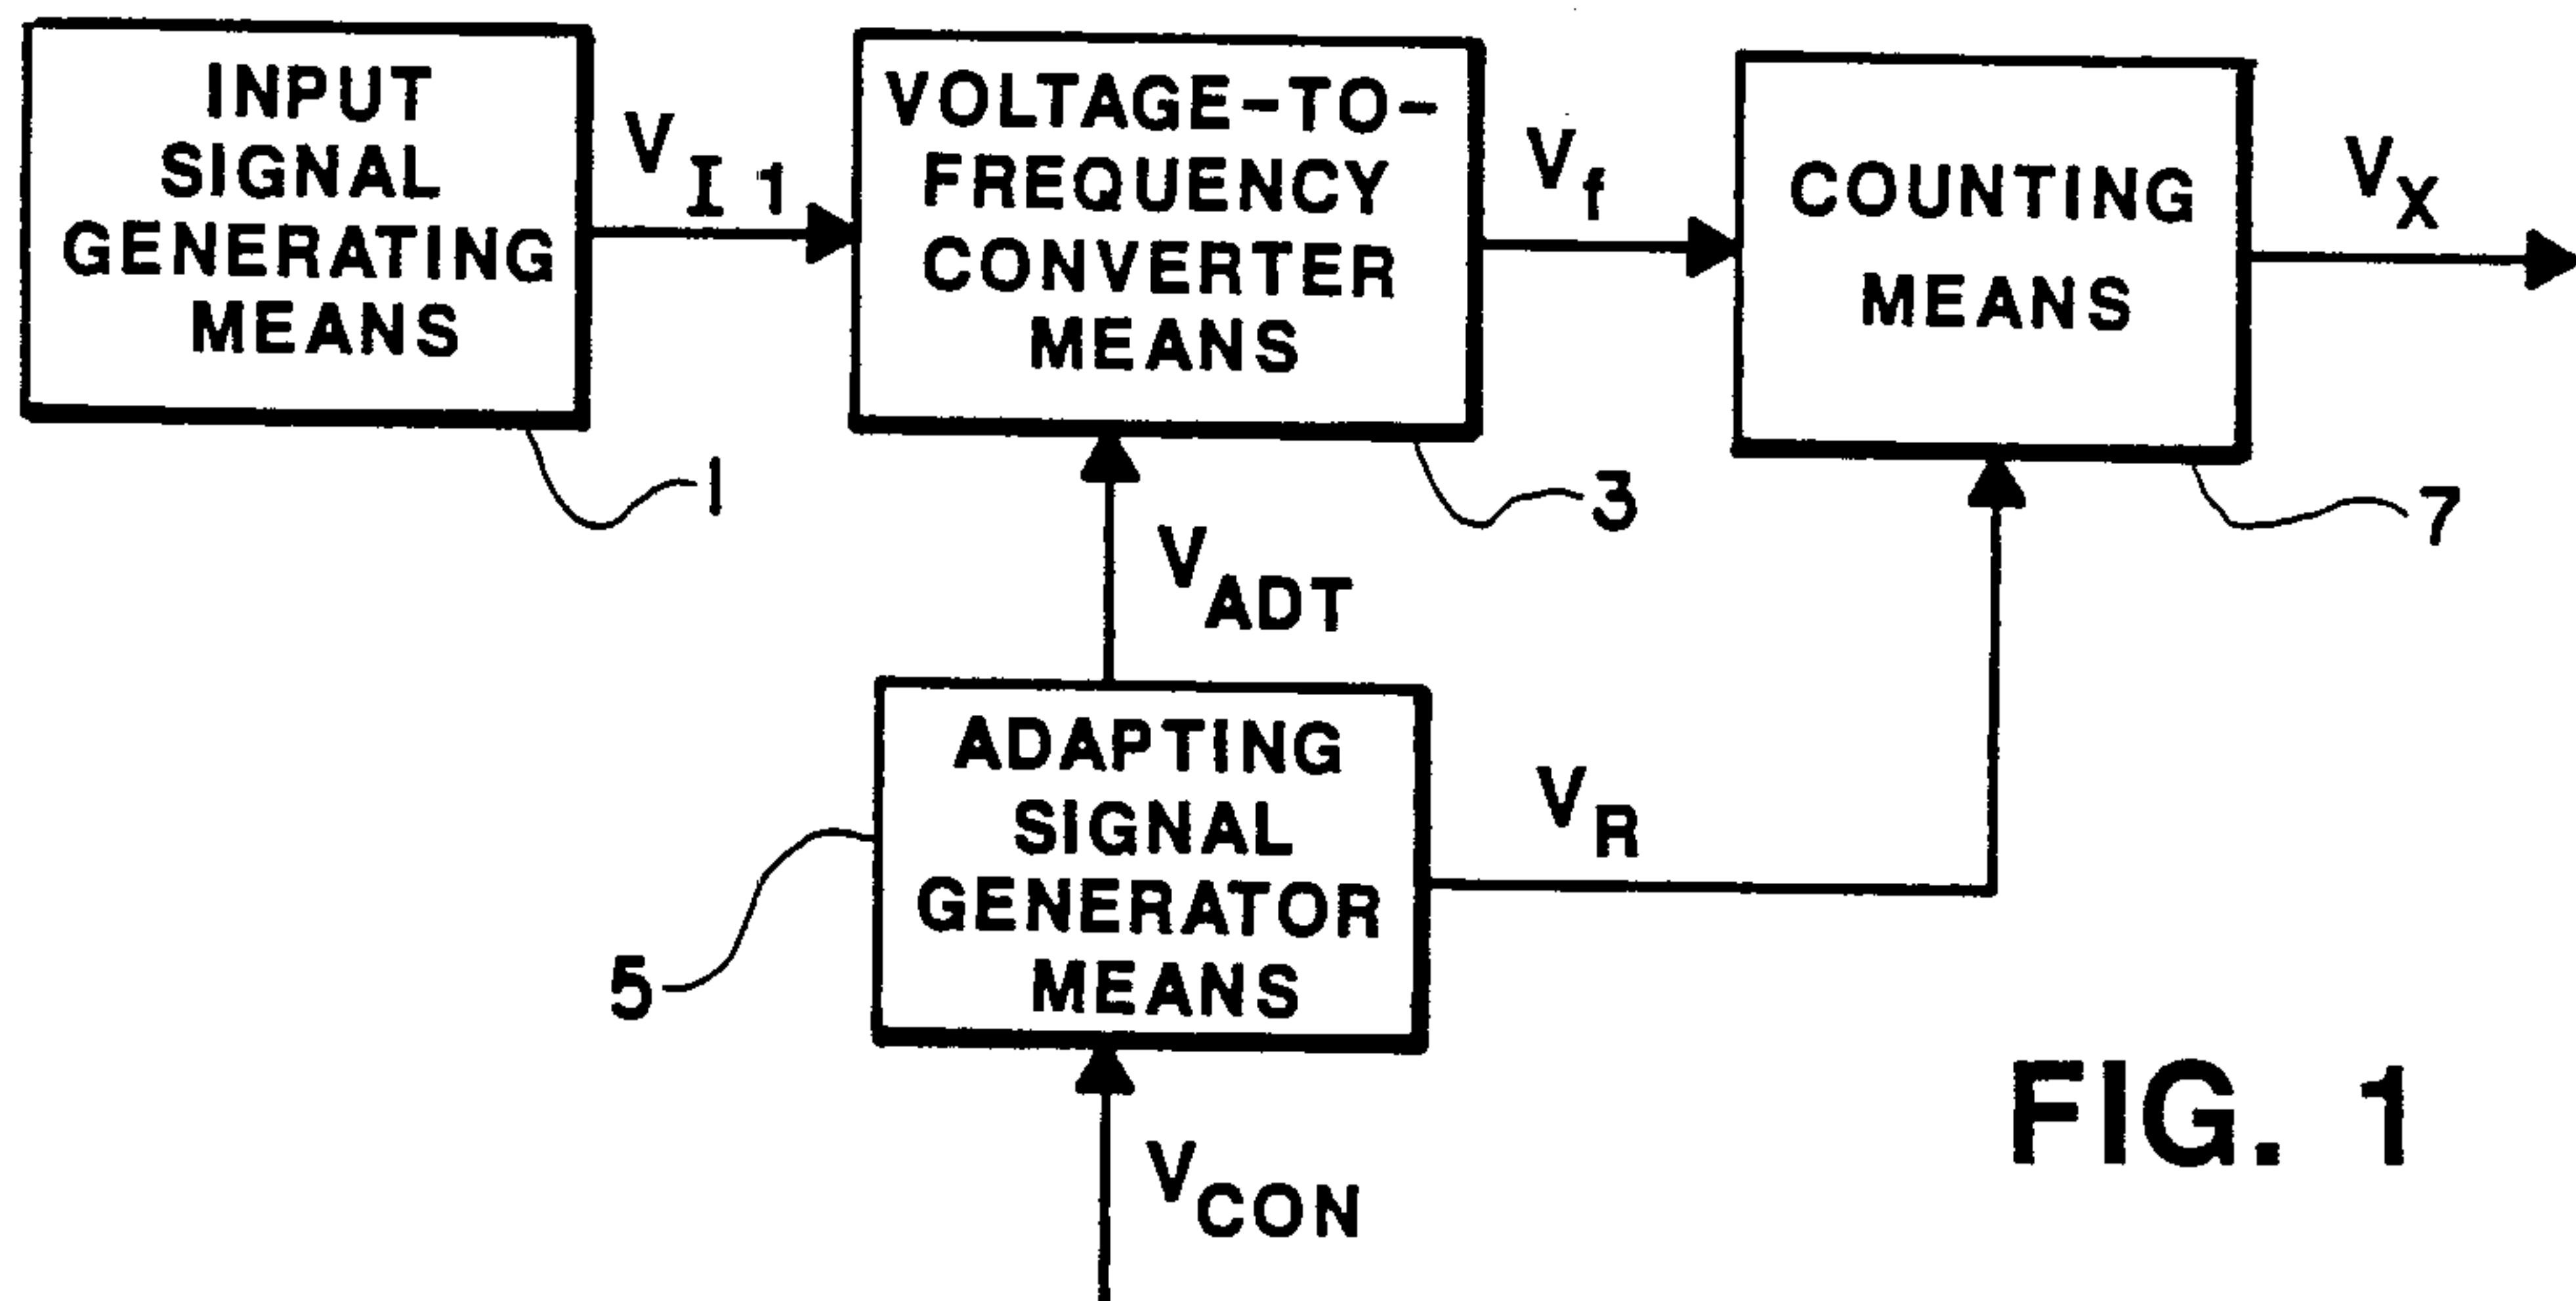 INPUT
SIGNAL
GENERATING
MEANS
1
V I 1
VOLTAGE-TO-
FREQUENCY
CONVERTER
MEANS
3
V f
COUNTING
MEANS
7
V X
V ADT
ADAPTING
SIGNAL
GENERATOR
MEANS
5
V R
V CON
FIG. 1